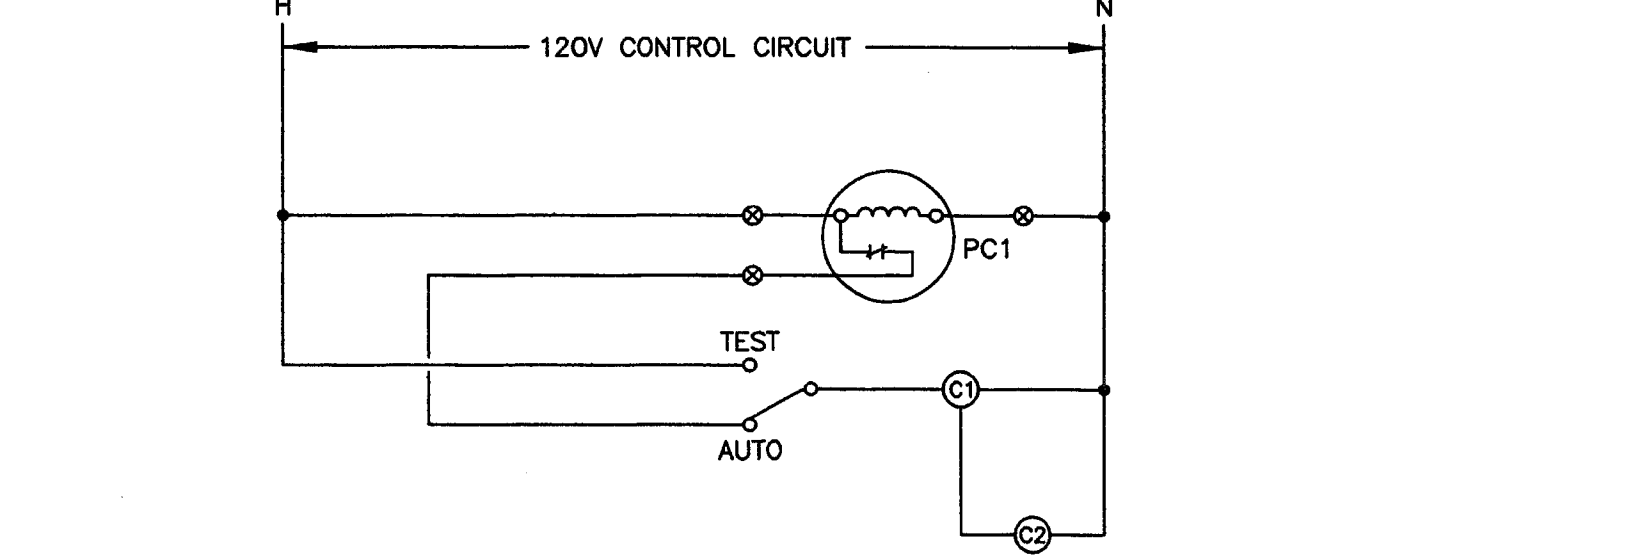 H N
120V CONTROL CIRCUIT
PC1
TEST
C1
AUTO
C2